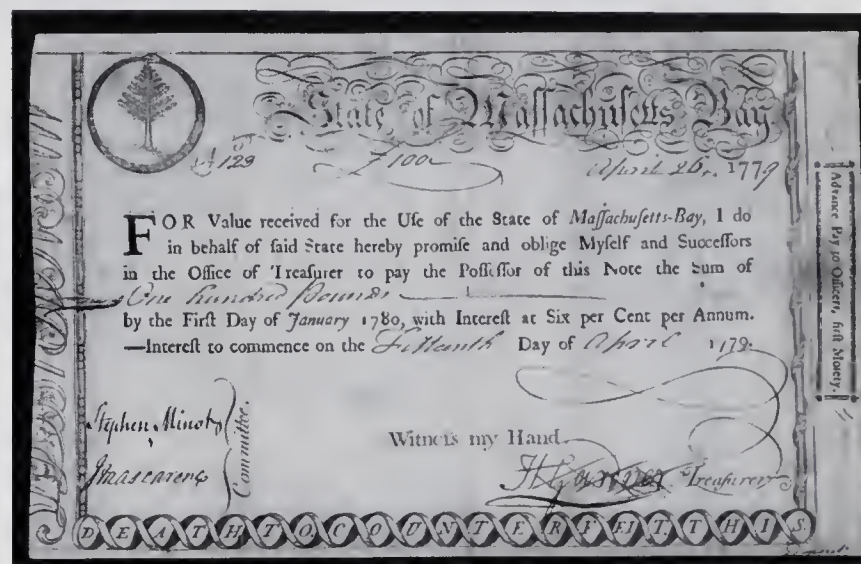 State of Massachusetts Bay
129 £100 April 26, 1779
FOR Value received for the Uſe of the State of Maſſachuſetts-Bay, I do
in behalf of ſaid State hereby promiſe and oblige Myſelf and Succeſſors
in the Office of Treaſurer to pay the Poſſeſſor of this Note the Sum of
One hundred Pounds
by the Firſt Day of January 1780, with Intereſt at Six per Cent per Annum.
—Intereſt to commence on the Fifteenth Day of April 1779.
Stephen Minot
Committee.
Witneſs my Hand
Treaſurer
DEATH.TO.COUNTERFEIT.THIS.
Advance Pay to Officers, firſt Moiety.